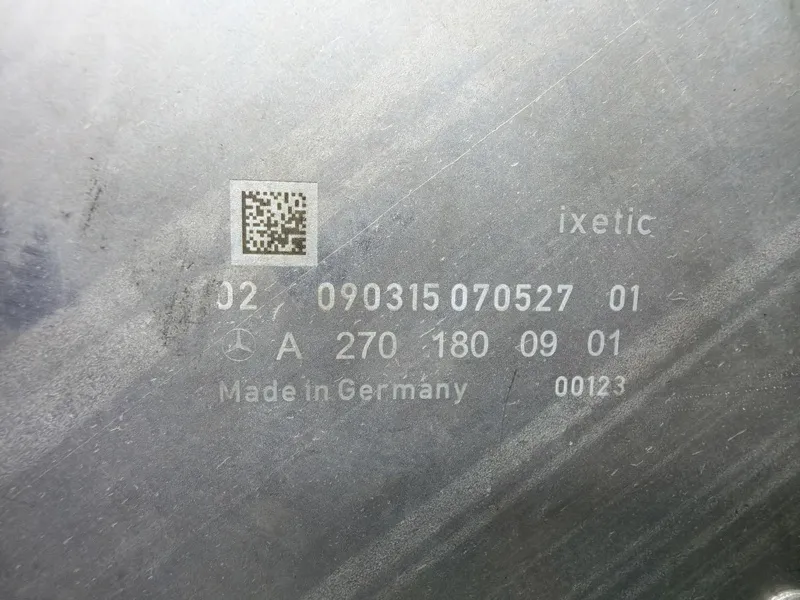 ixetic
02 090315 070527 01
A 270 180 09 01
Made in Germany 00123